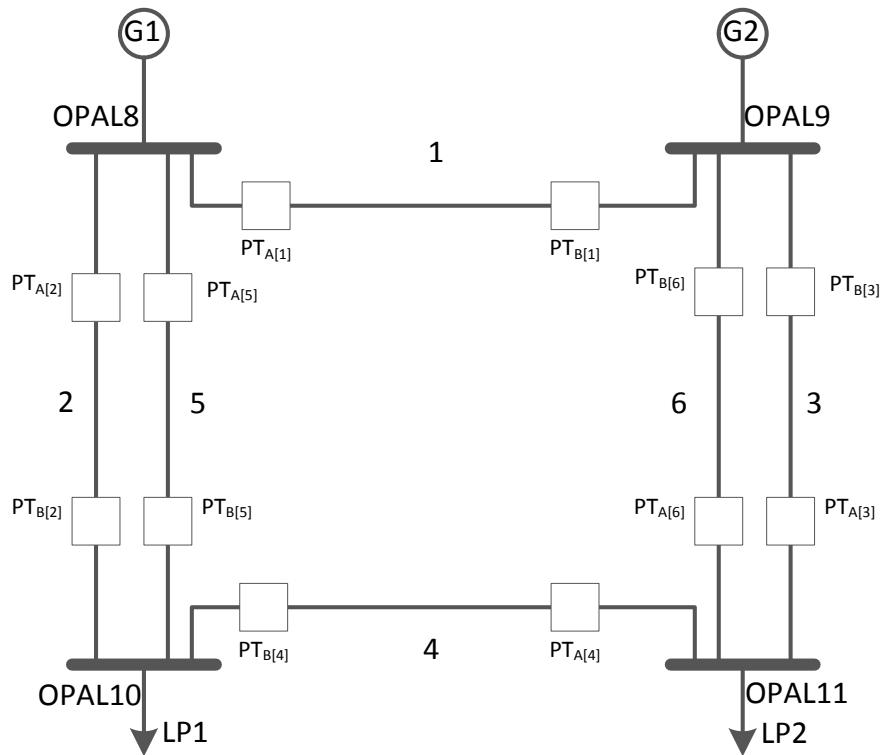 G1
G2
OPAL8
OPAL9
1
PTA[1]
PTB[1]
PTA[2]
PTA[5]
PTB[6]
PTB[3]
2
5
6
3
PTB[2]
PTB[5]
PTA[6]
PTA[3]
PTB[4]
4
PTA[4]
OPAL10
OPAL11
LP1
LP2